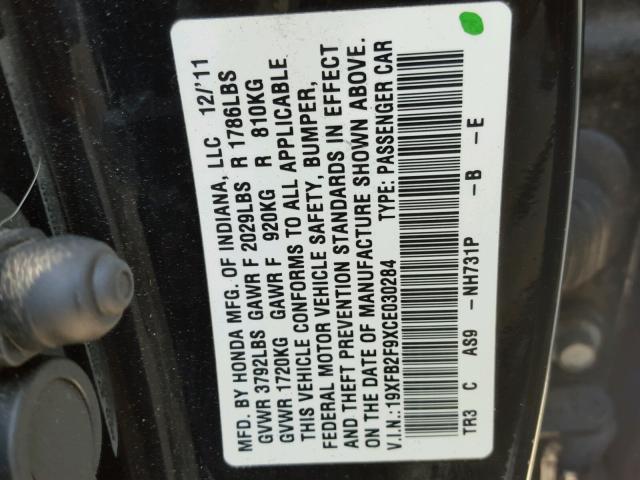 MFD. BY HONDA MFG. OF INDIANA, LLC 12/'11
GVWR 3792LBS GAWR F 2029LBS R 1786LBS
GVWR 1720KG GAWR F 920KG R 810KG
THIS VEHICLE CONFORMS TO ALL APPLICABLE
FEDERAL MOTOR VEHICLE SAFETY, BUMPER,
AND THEFT PREVENTION STANDARDS IN EFFECT
ON THE DATE OF MANUFACTURE SHOWN ABOVE.
V.I.N.:19XFB2F9XCE030284 TYPE: PASSENGER CAR
TR3 C AS9 -NH731P -B -E